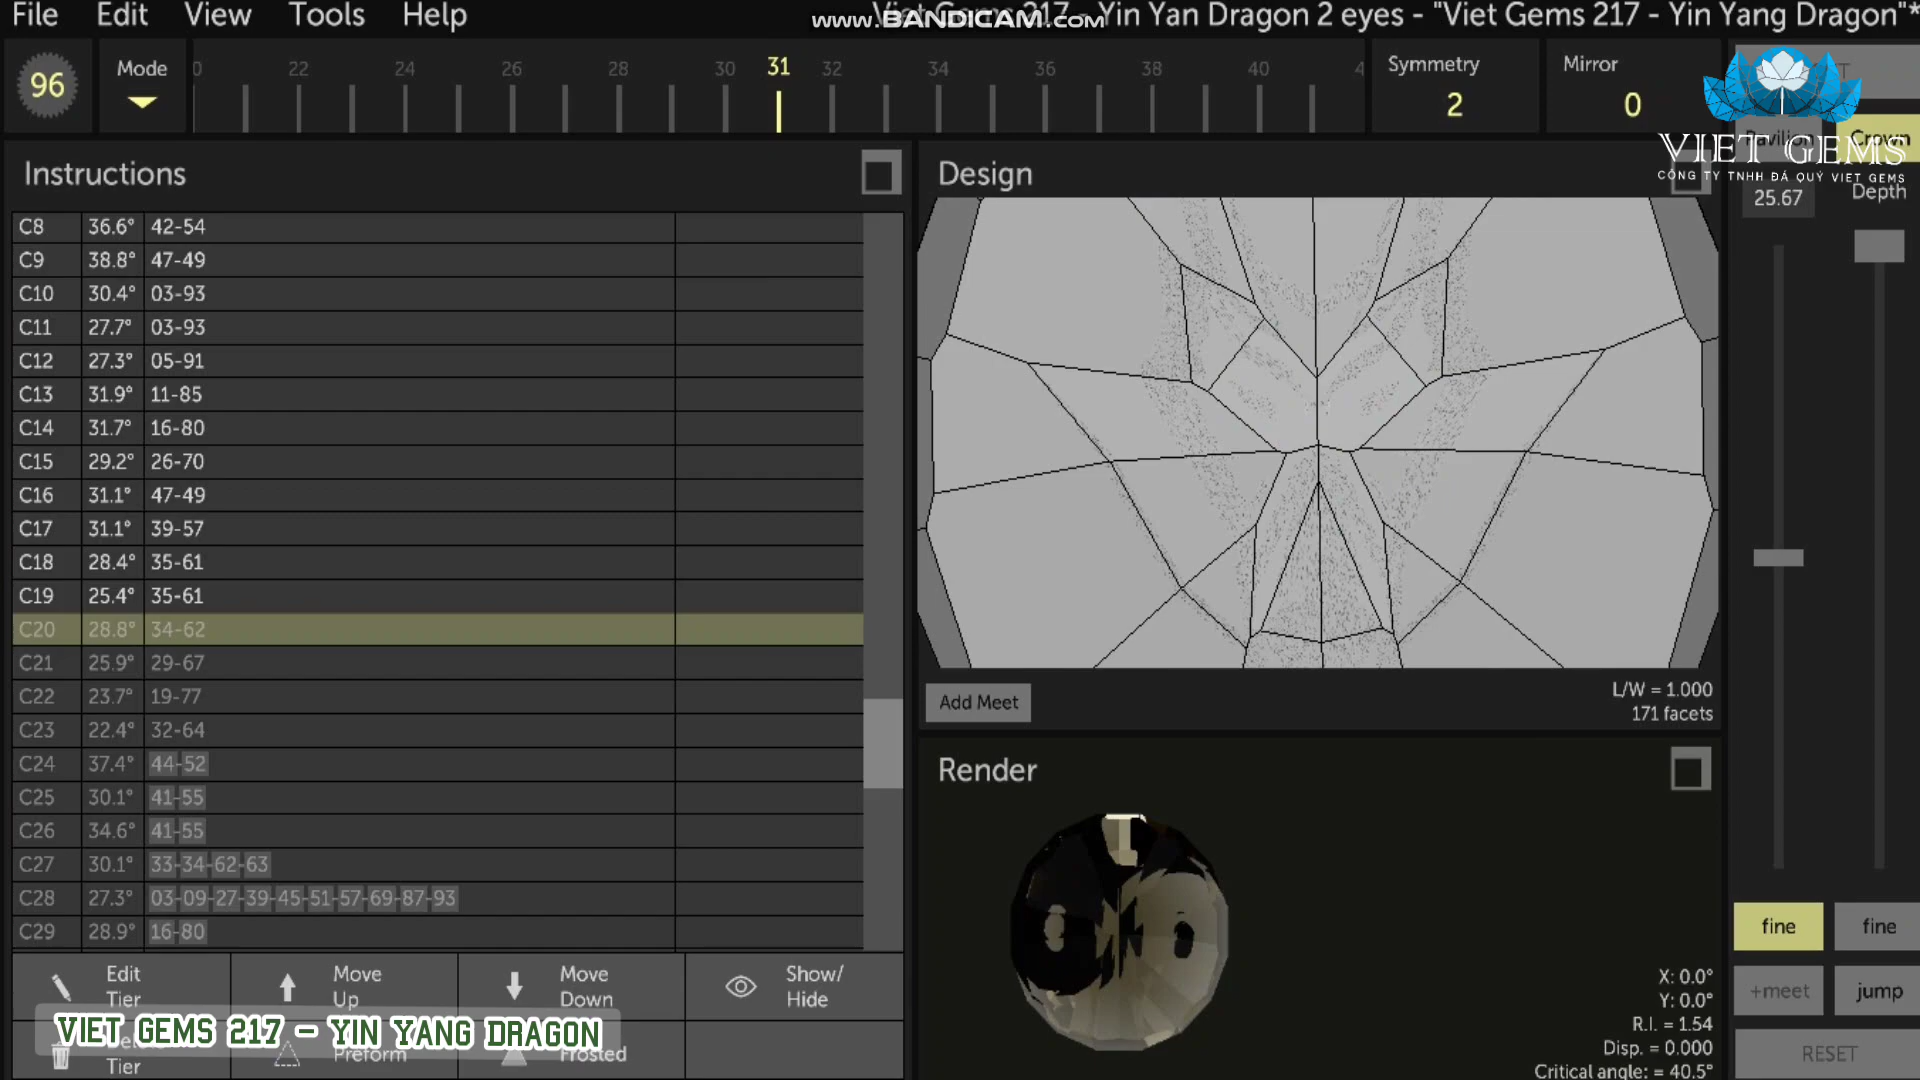 File Edit View Tools Help
www.BANDICAM.com
Viet Gems 217 - Yin Yan Dragon 2 eyes - "Viet Gems 217 - Yin Yang Dragon"*
96
Mode
0 22 24 26 28 30 31 32 34 36 38 40 4
Symmetry
2
Mirror
0
Pavilion Crown
VIET GEMS
CÔNG TY TNHH ĐÁ QUÝ VIET GEMS
Instructions
Design
25.67
Depth
C8 36.6° 42-54
C9 38.8° 47-49
C10 30.4° 03-93
C11 27.7° 03-93
C12 27.3° 05-91
C13 31.9° 11-85
C14 31.7° 16-80
C15 29.2° 26-70
C16 31.1° 47-49
C17 31.1° 39-57
C18 28.4° 35-61
C19 25.4° 35-61
C20 28.8° 34-62
C21 25.9° 29-67
C22 23.7° 19-77
C23 22.4° 32-64
C24 37.4° 44-52
C25 30.1° 41-55
C26 34.6° 41-55
C27 30.1° 33-34-62-63
C28 27.3° 03-09-27-39-45-51-57-69-87-93
C29 28.9° 16-80
Add Meet
L/W = 1.000
171 facets
Render
X: 0.0°
Y: 0.0°
R.I. = 1.54
Disp. = 0.000
Critical angle: = 40.5°
fine fine
+meet jump
RESET
Edit Tier
Move Up
Move Down
Show/ Hide
VIET GEMS 217 - YIN YANG DRAGON
Tier
Preform
Frosted